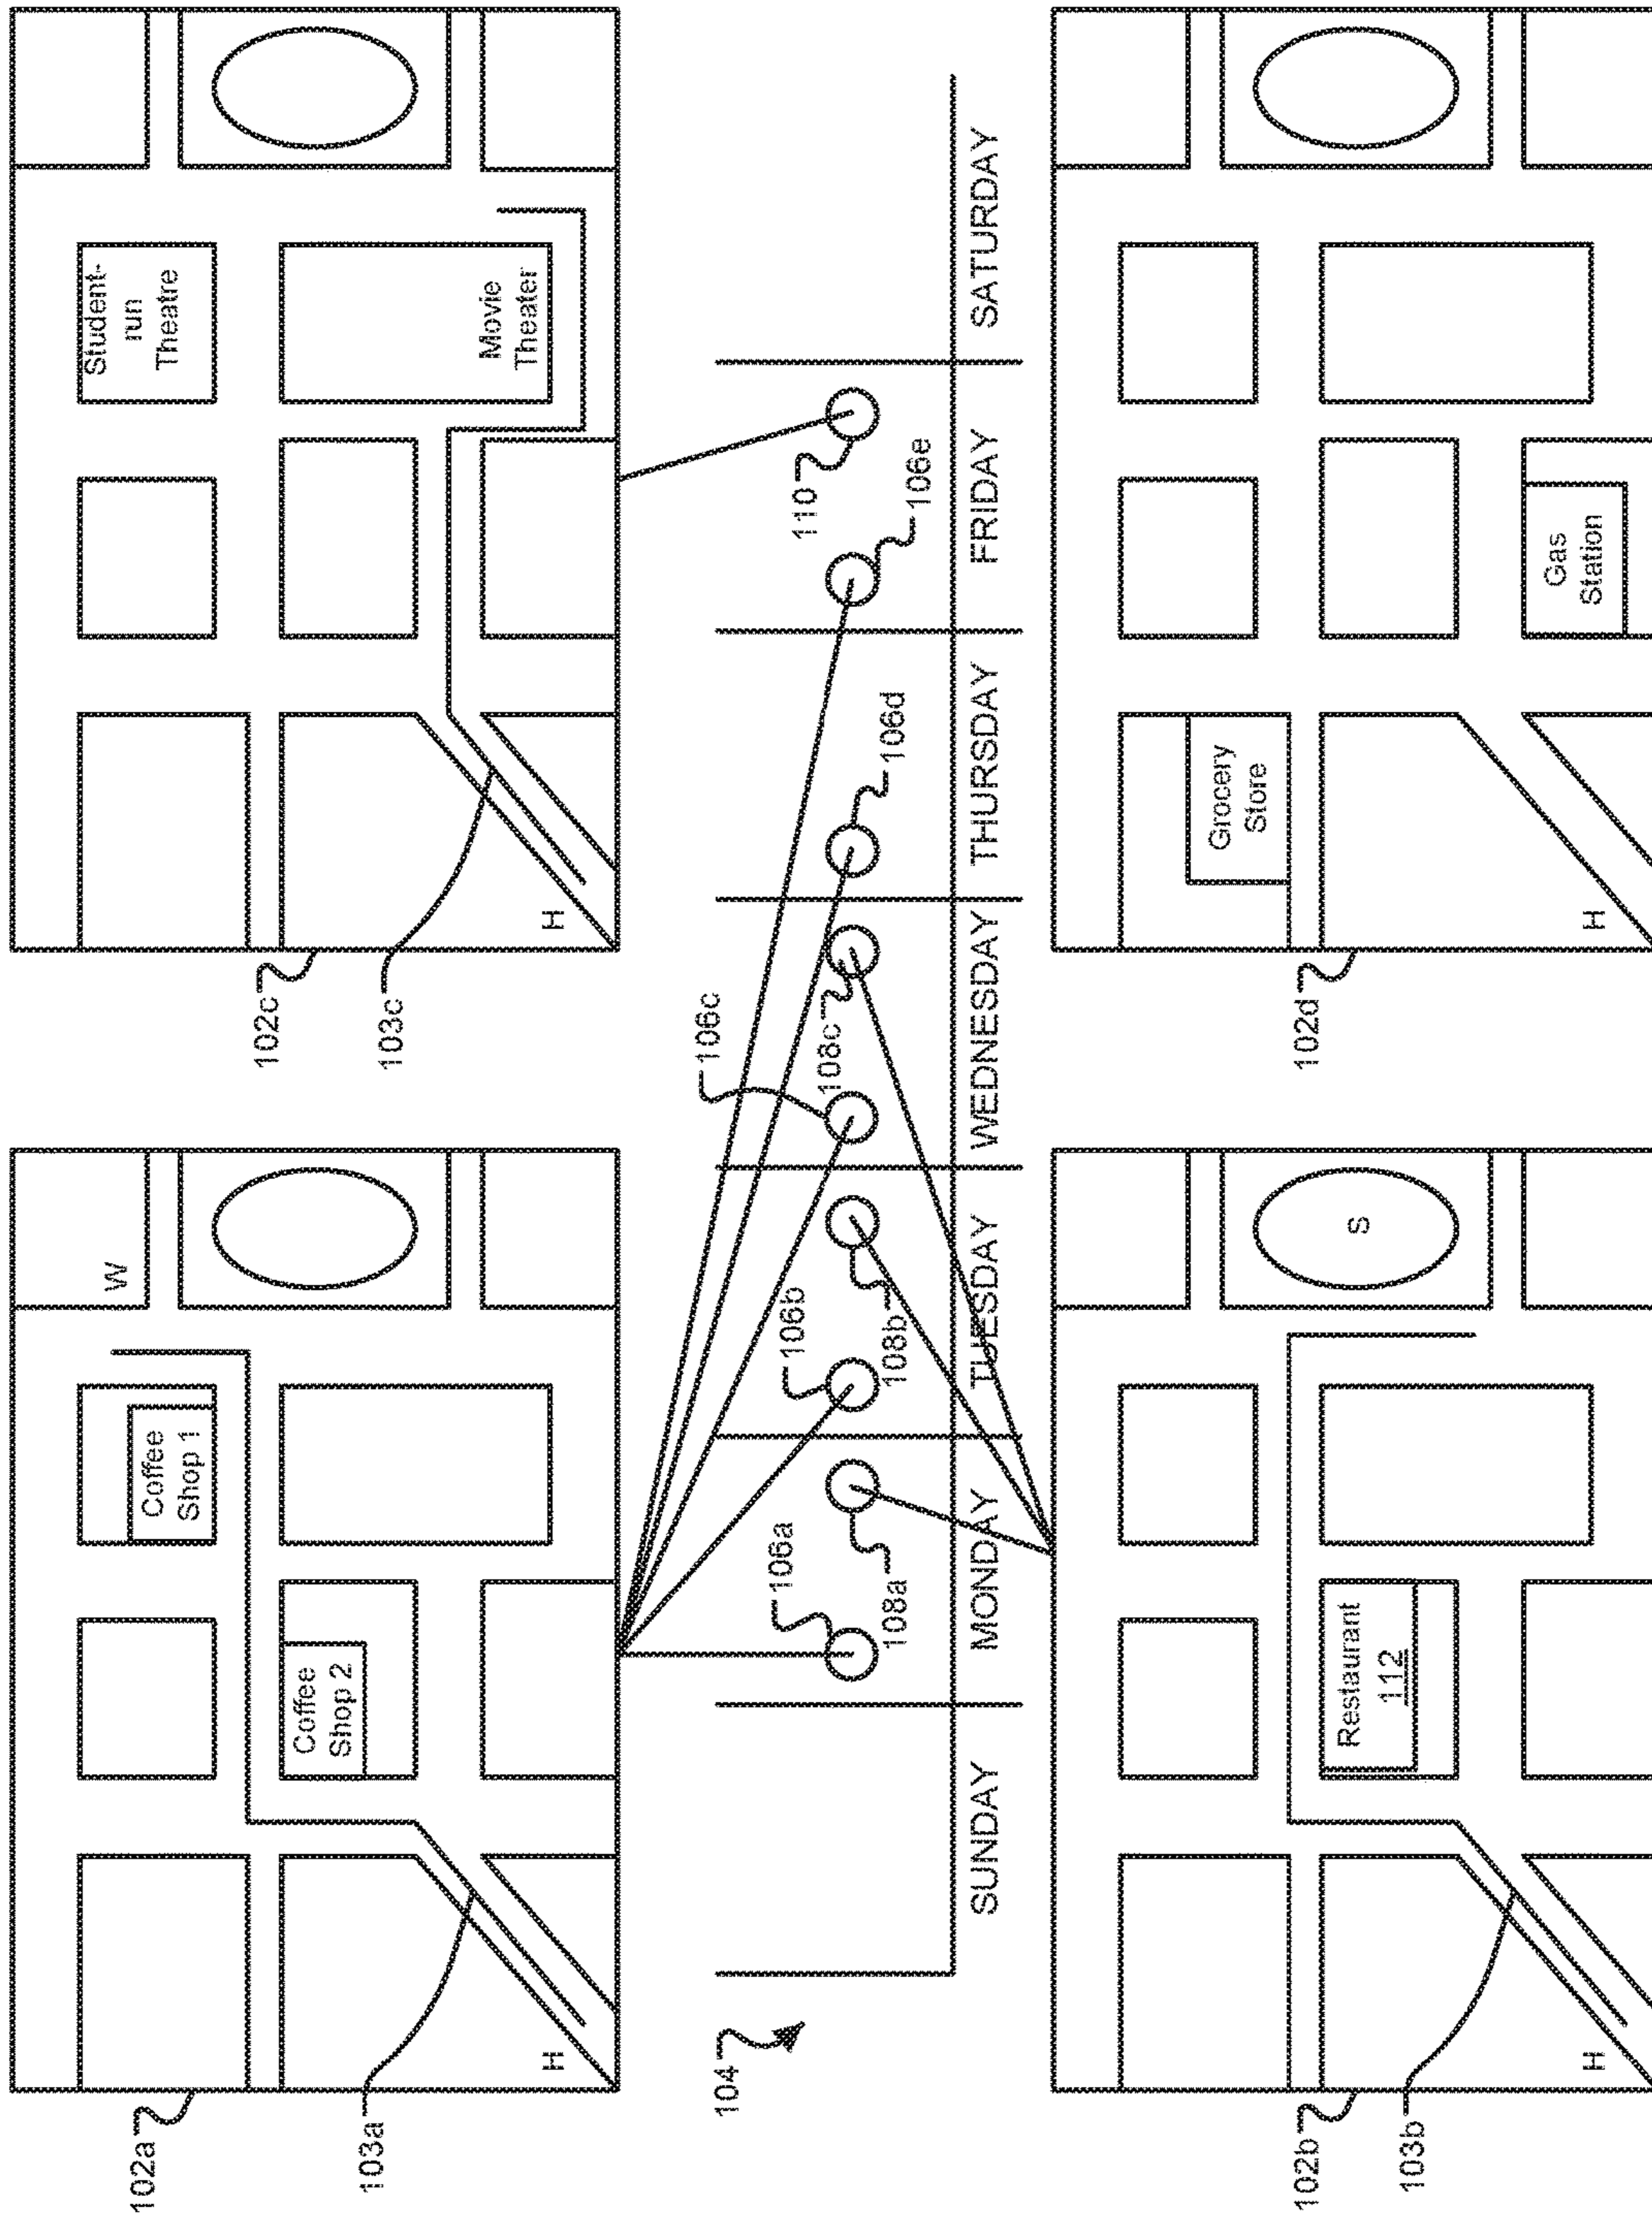 102a
103a
W
Coffee
Shop 1
Coffee
Shop 2
H
102c
103c
Student-
run
Theatre
Movie
Theater
H
104
106a
106b
106c
108a
108b
108c
106d
106e
110
SUNDAY
MONDAY
TUESDAY
WEDNESDAY
THURSDAY
FRIDAY
SATURDAY
102b
103b
Restaurant
112
S
H
102d
Grocery
Store
Gas
Station
H